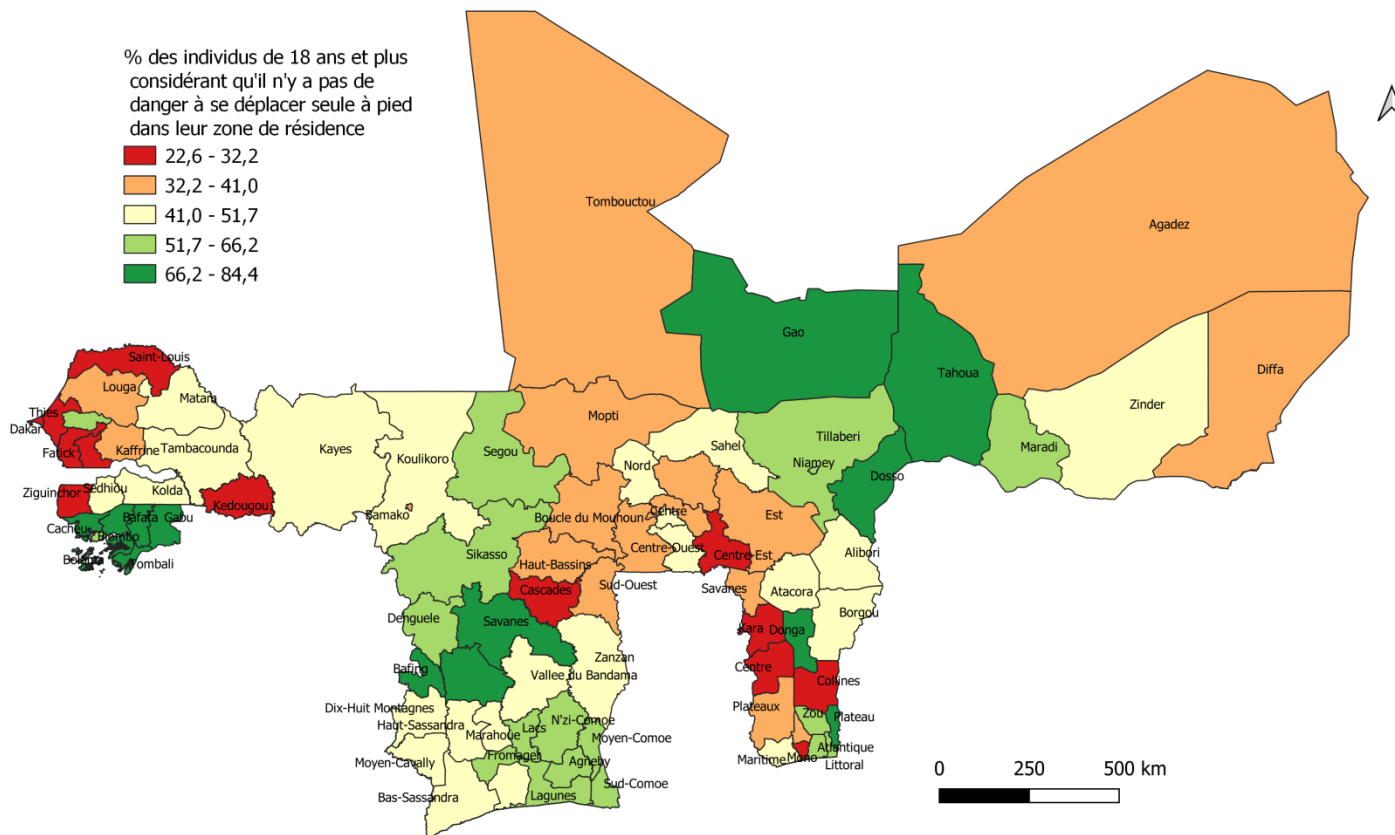 % des individus de 18 ans et plus
considérant qu'il n'y a pas de
danger à se déplacer seule à pied
dans leur zone de résidence
22,6 - 32,2
32,2 - 41,0
41,0 - 51,7
51,7 - 66,2
66,2 - 84,4
Tombouctou
Agadez
Gao
Tahoua
Diffa
Zinder
Maradi
Saint-Louis
Louga
Matam
Thies
Dakar
Fatick
Kaffrine
Tambacounda
Kayes
Koulikoro
Segou
Mopti
Sahel
Tillaberi
Niamey
Dosso
Nord
Ziguinchor
Sedhiou
Kolda
Kedougou
Bamako
Boucle du Mouhoun
Centre
Est
Cacheu
Bafata
Gabu
Biombo
Tombali
Sikasso
Haut-Bassins
Centre-Ouest
Centre-Est
Alibori
Cascades
Sud-Ouest
Savanes
Atacora
Borgou
Denguele
Savanes
Kara
Donga
Bafing
Zanzan
Vallee du Bandama
Centre
Collines
Dix-Huit Montagnes
Haut-Sassandra
Marahoue
Lacs
N'zi-Comoe
Moyen-Comoe
Plateaux
Zou
Plateau
Moyen-Cavally
Fromager
Agneby
Maritime
Mono
Atlantique
Littoral
Bas-Sassandra
Lagunes
Sud-Comoe
0 250 500 km